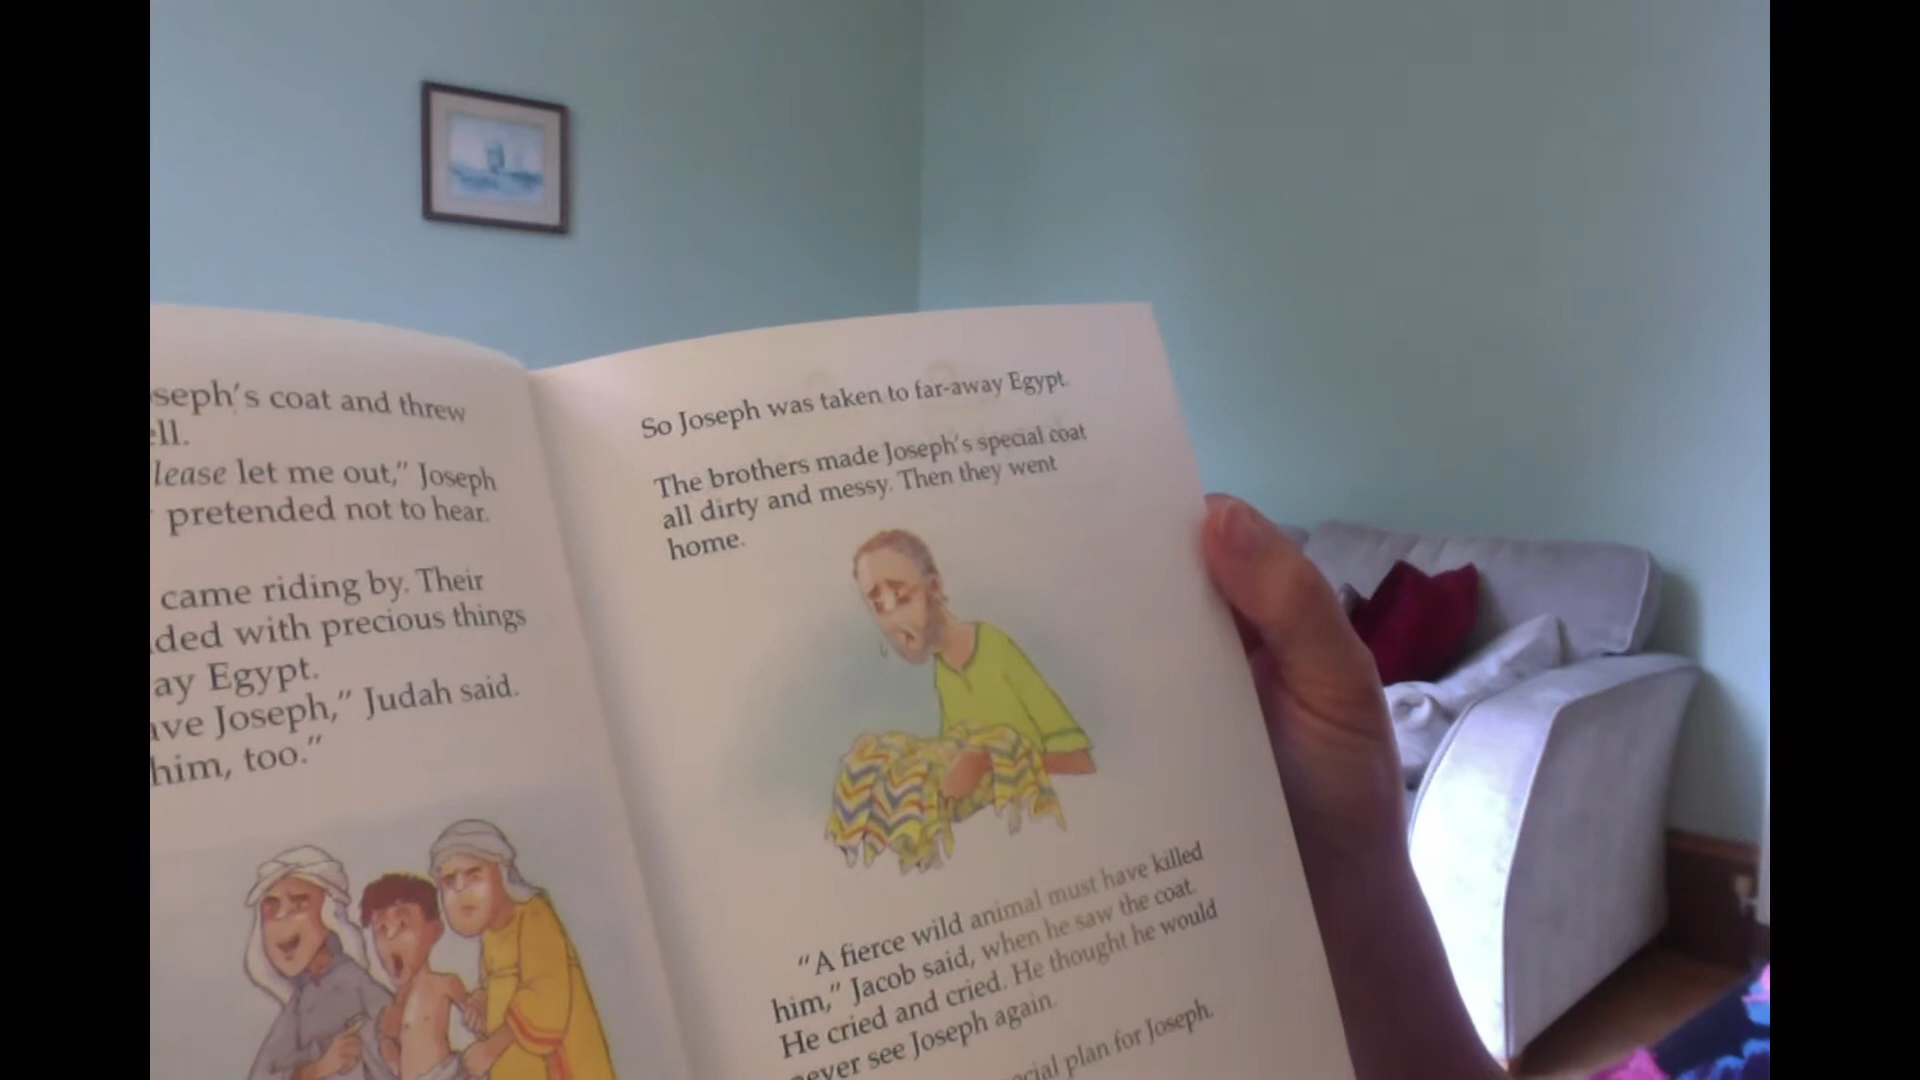 seph's coat and threw
ell.
lease let me out," Joseph
pretended not to hear.
came riding by. Their
ded with precious things
ay Egypt.
ave Joseph," Judah said.
him, too."
So Joseph was taken to far-away Egypt.
The brothers made Joseph's special coat
all dirty and messy. Then they went
home.
"A fierce wild animal must have killed
him," Jacob said, when he saw the coat.
He cried and cried. He thought he would
never see Joseph again.
cial plan for Joseph.